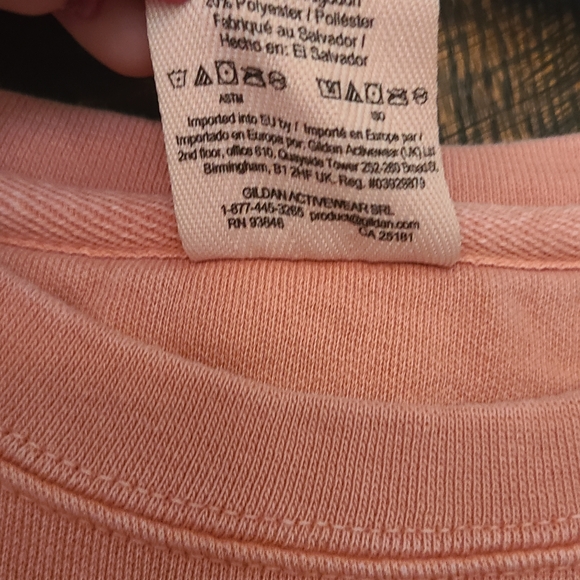 20% Polyester / Poliéster
Fabriqué au Salvador /
Hecho en: El Salvador
ASTM ISO
Imported into EU by / Importé en Europe par /
Importado en Europa por: Gildan Activewear (UK) Ltd
2nd floor, office 610, Quayside Tower 252-260 Broad St.
Birmingham, B1 2HF UK. Reg. #03928879
GILDAN ACTIVEWEAR SRL
1-877-445-3265 product@gildan.com
RN 93846 CA 25181